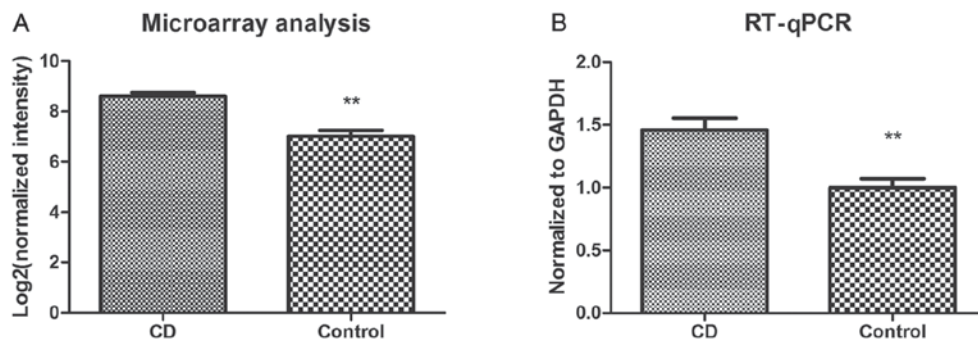 A
Microarray analysis
Log2(normalized intensity)
10
8
6
4
2
0
**
CD
Control
B
RT-qPCR
Normalized to GAPDH
2.0
1.5
1.0
0.5
0.0
**
CD
Control